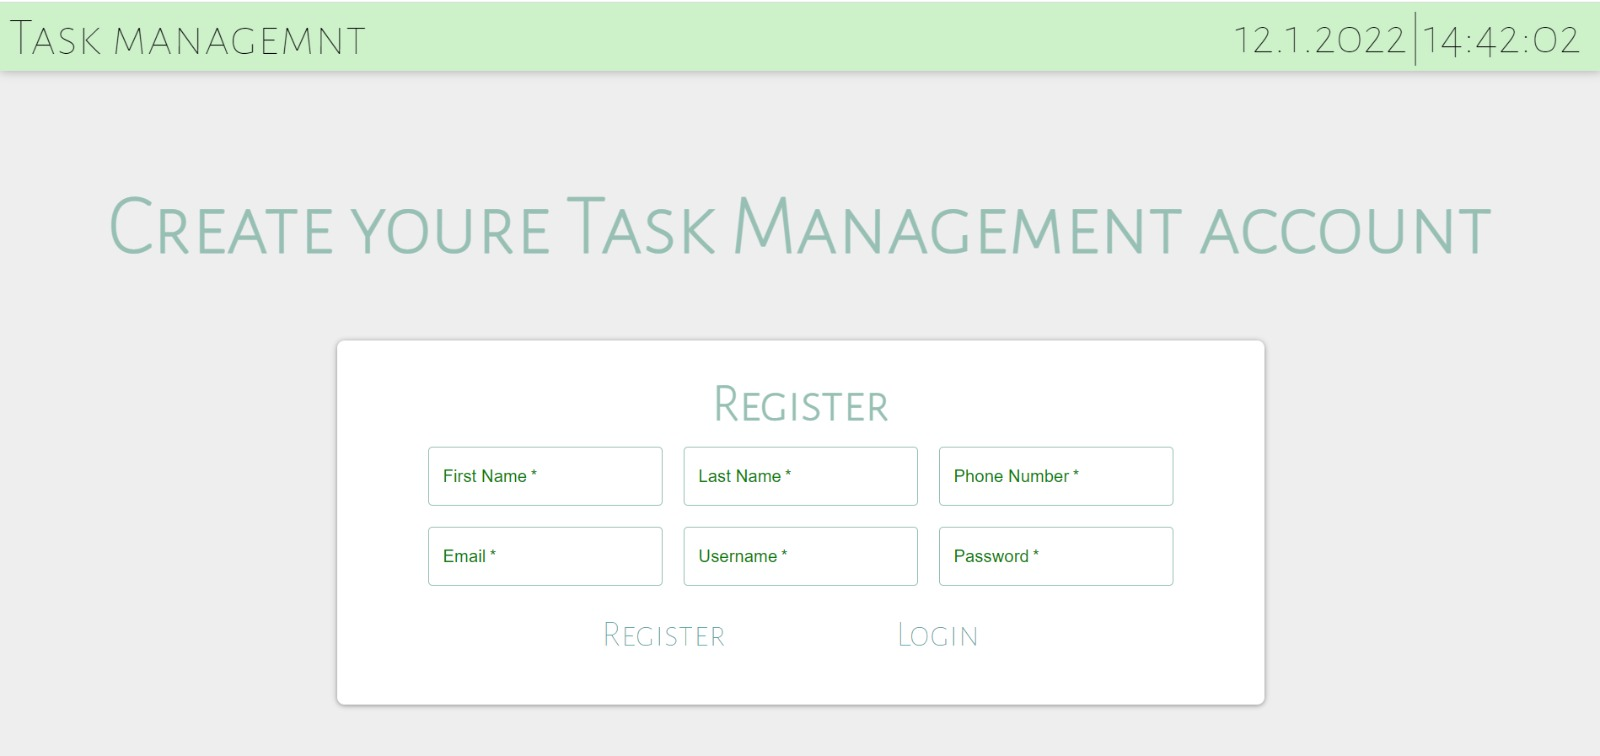 Task managemnt
12.1.2022|14:42:02
Create youre Task Management account
Register
First Name *
Last Name *
Phone Number *
Email *
Username *
Password *
Register
Login